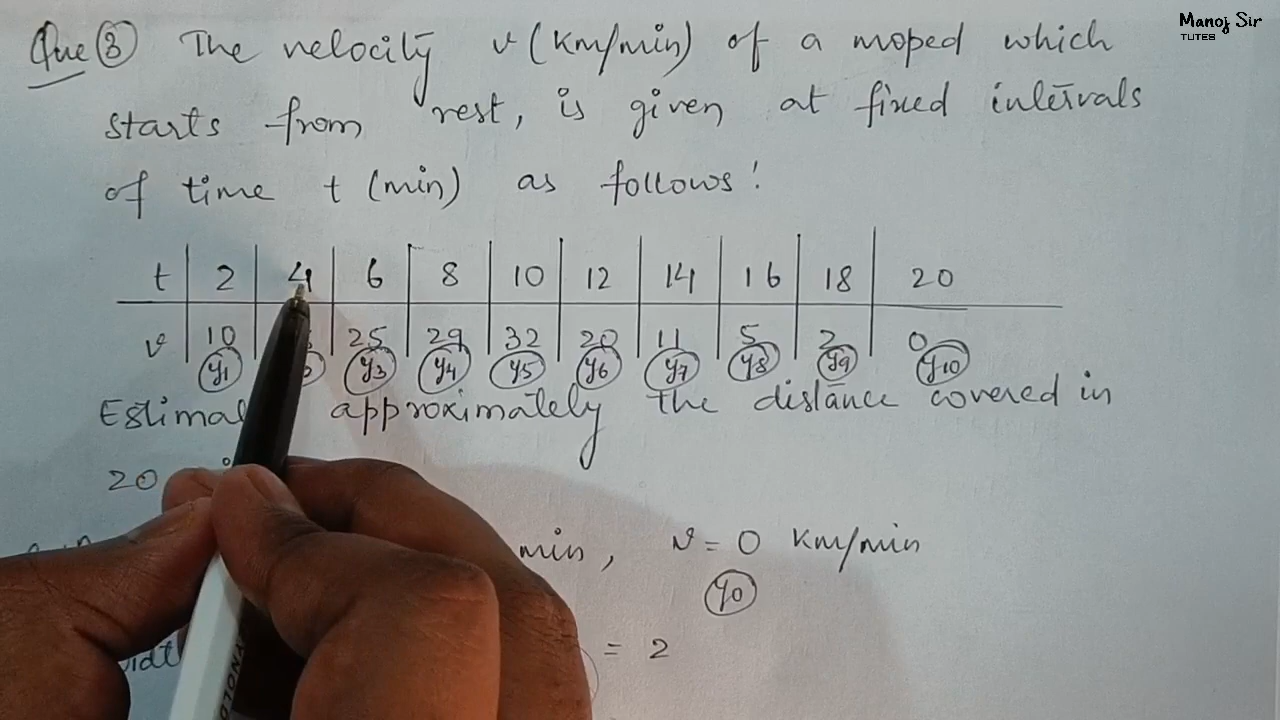 Manoj Sir
TUTES
Que (3) The velocity v (km/min) of a moped which
starts from rest, is given at fixed intervals
of time t (min) as follows:
t 2 4 6 8 10 12 14 16 18 20
v 10 25 29 32 20 11 5 2 0
y1 y3 y4 y5 y6 y7 y8 y9 y10
approximately the distance covered in
20
min, v = 0 km/min
y0
= 2